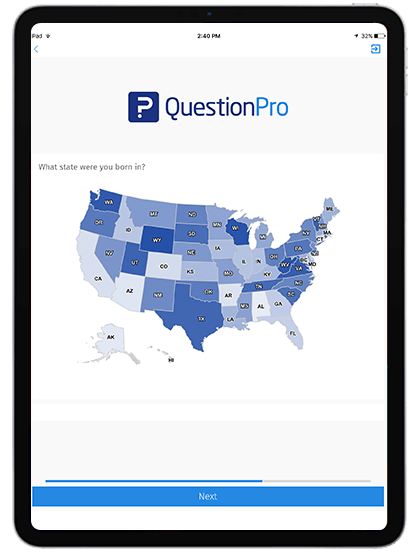 iPad
2:40 PM
32%
QuestionPro
What state were you born in?
WA
MT
ND
MN
ME
OR
ID
SD
WI
MI
NY
VT
NH
MA
CT
WY
NE
IA
PA
NJ
NV
UT
CO
KS
MO
IL
IN
OH
WV
VA
DC
MD
CA
KY
AZ
NM
OK
AR
TN
NC
SC
TX
LA
MS
AL
GA
FL
AK
HI
Next